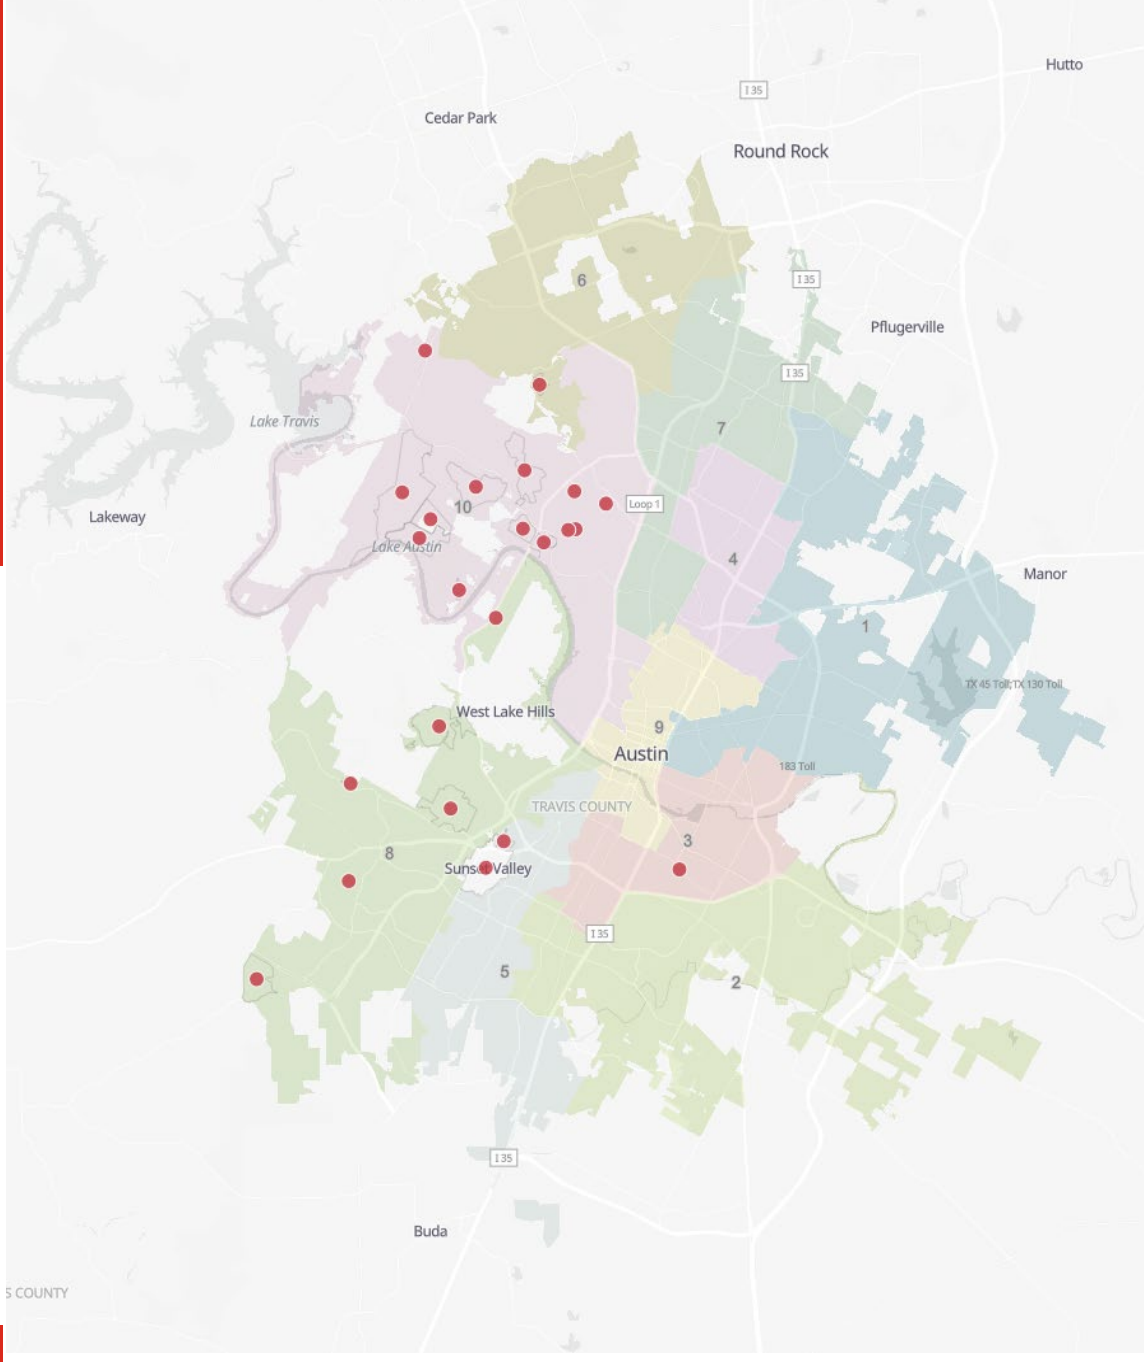 Hutto
I 35
Cedar Park
Round Rock
6
I 35
Pflugerville
I 35
Lake Travis
7
Loop 1
10
Lakeway
Lake Austin
4
Manor
1
TX 45 Toll;TX 130 Toll
West Lake Hills
9
Austin
183 Toll
TRAVIS COUNTY
3
8
Sunset Valley
I 35
5
2
I 35
Buda
S COUNTY